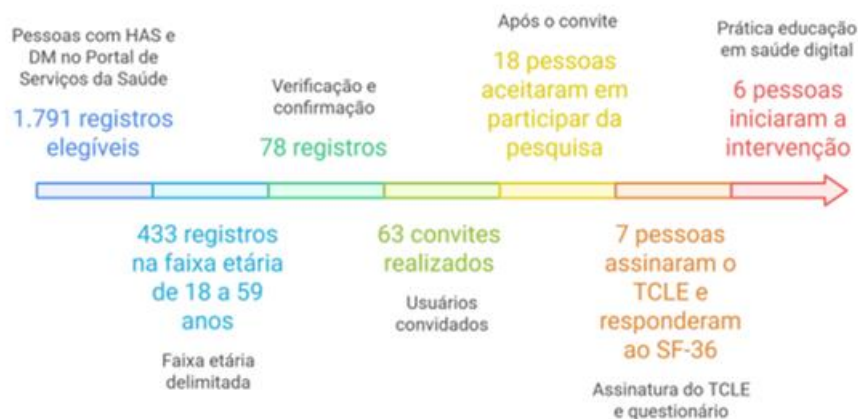 Pessoas com HAS e
DM no Portal de
Serviços da Saúde
1.791 registros
elegíveis
433 registros
na faixa etária
de 18 a 59
anos
Faixa etária
delimitada
Verificação e
confirmação
78 registros
63 convites
realizados
Usuários
convidados
Após o convite
18 pessoas
aceitaram em
participar da
pesquisa
7 pessoas
assinaram o
TCLE e
responderam
ao SF-36
Assinatura do TCLE
e questionário
Prática educação
em saúde digital
6 pessoas
iniciaram a
intervenção